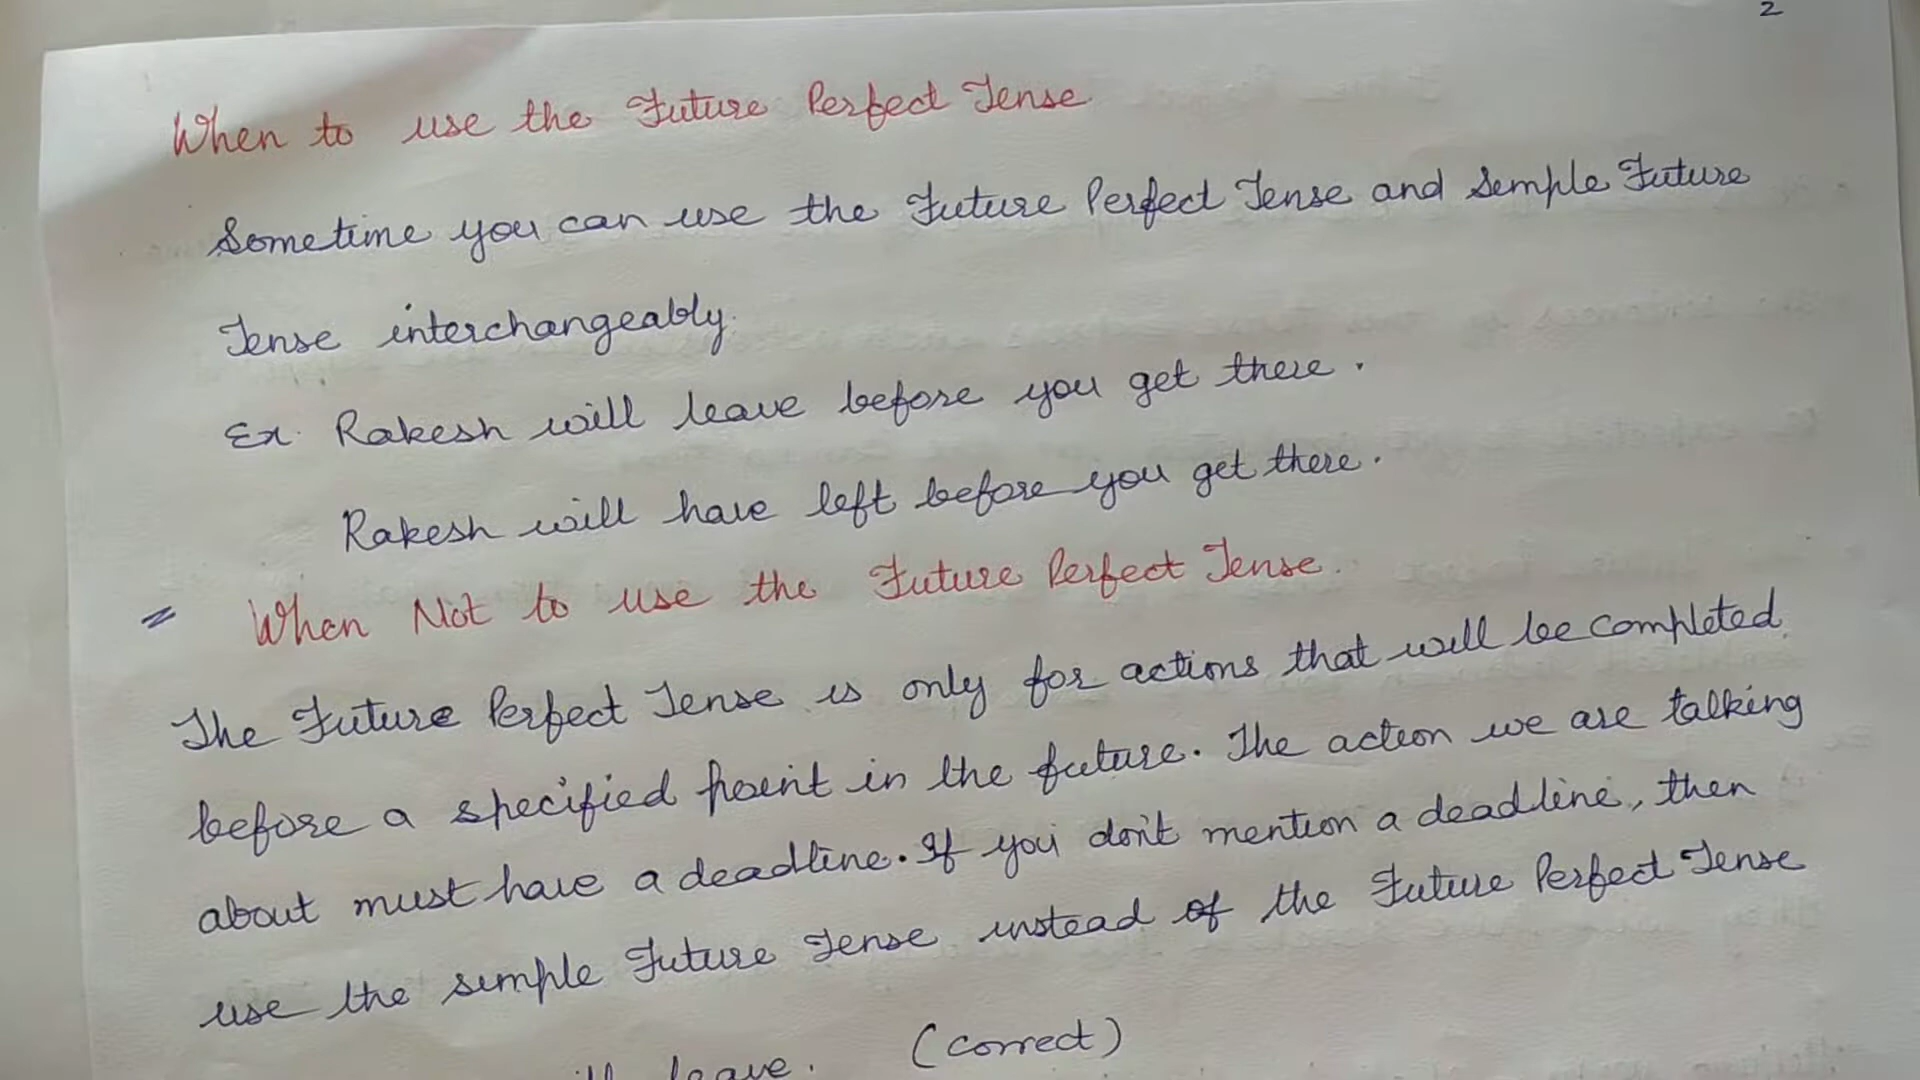 2
When to use the Future Perfect Tense
Sometime you can use the Future Perfect Tense and Simple Future
Tense interchangeably.
Ex. Rakesh will leave before you get there.
Rakesh will have left before you get there.
= When Not to use the Future Perfect Tense.
The Future Perfect Tense is only for actions that will be completed
before a specified point in the future. The action we are talking
about must have a deadline. If you don't mention a deadline, then
use the simple Future Tense instead of the Future Perfect Tense
leave. (correct)